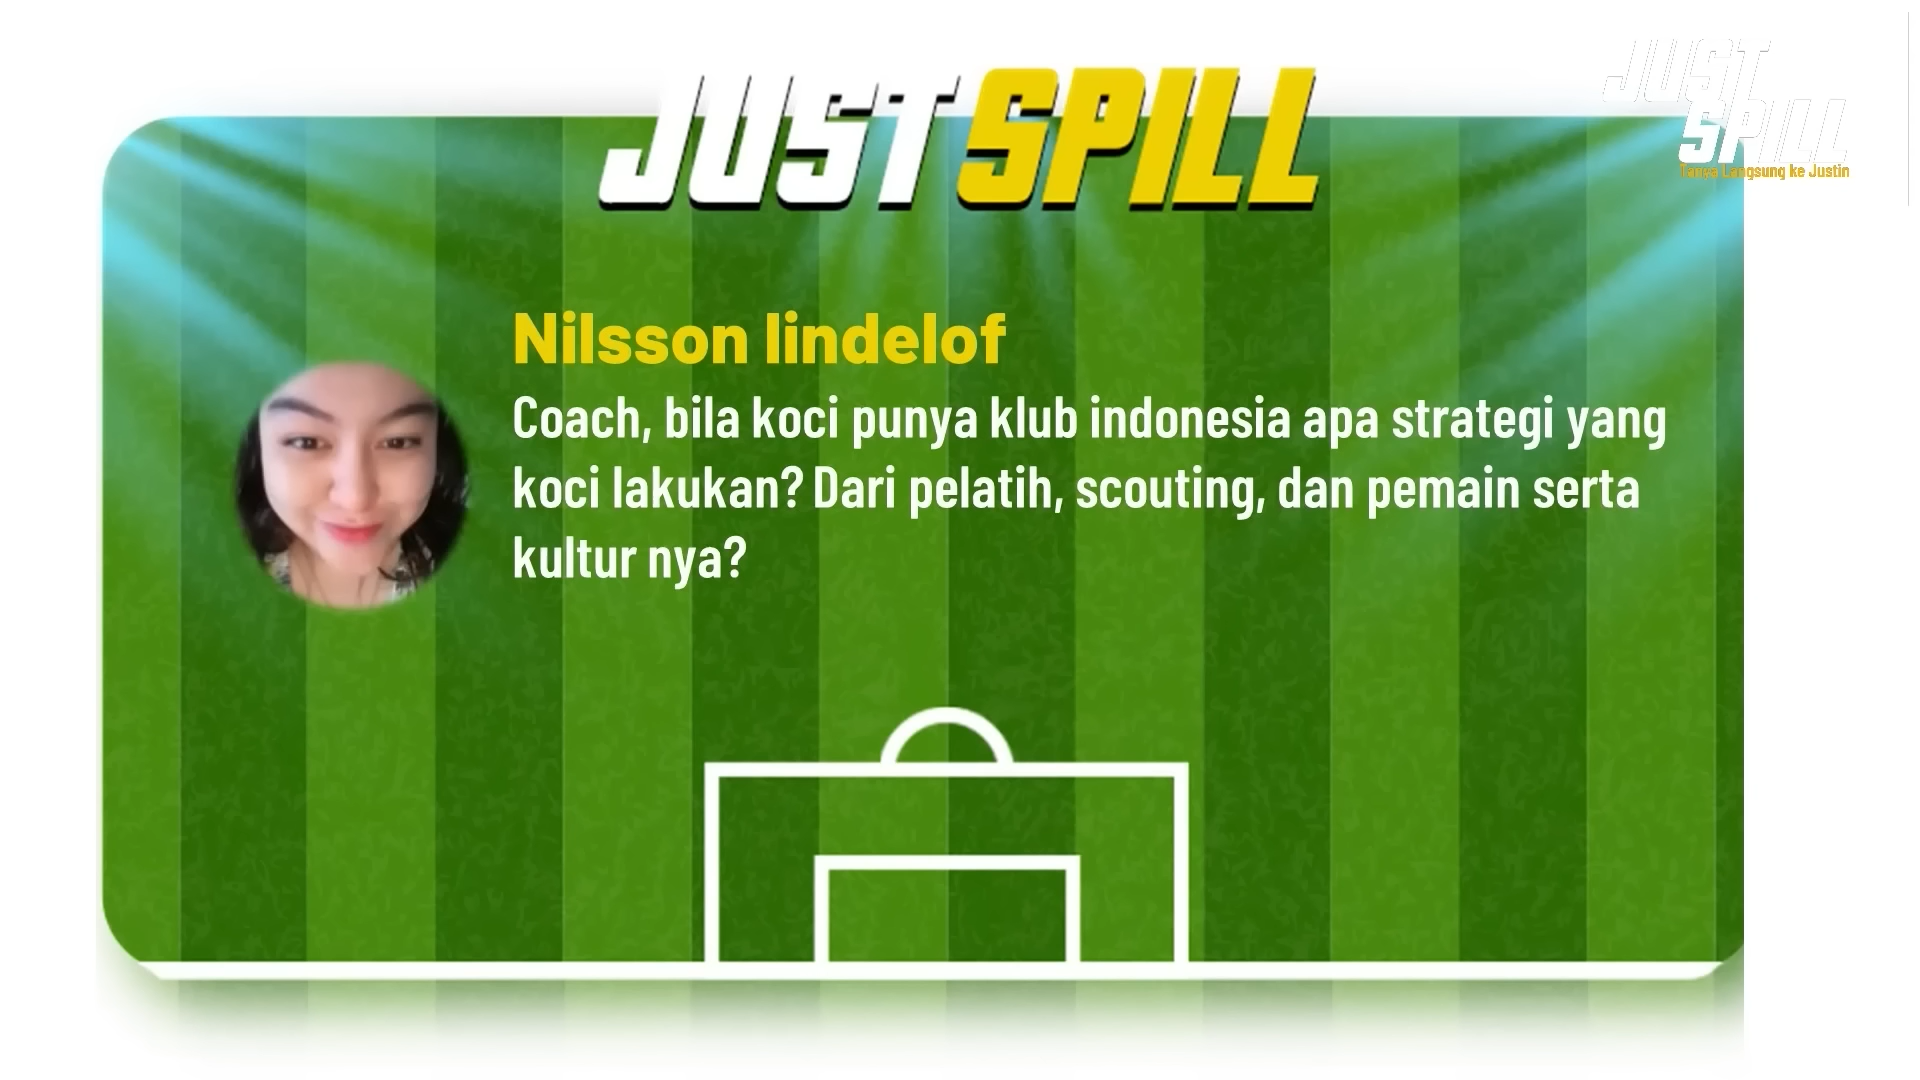 JUST SPILL
JUST
SPILL
Tanya Langsung ke Justin
Nilsson lindelof
Coach, bila koci punya klub indonesia apa strategi yang
koci lakukan? Dari pelatih, scouting, dan pemain serta
kultur nya?